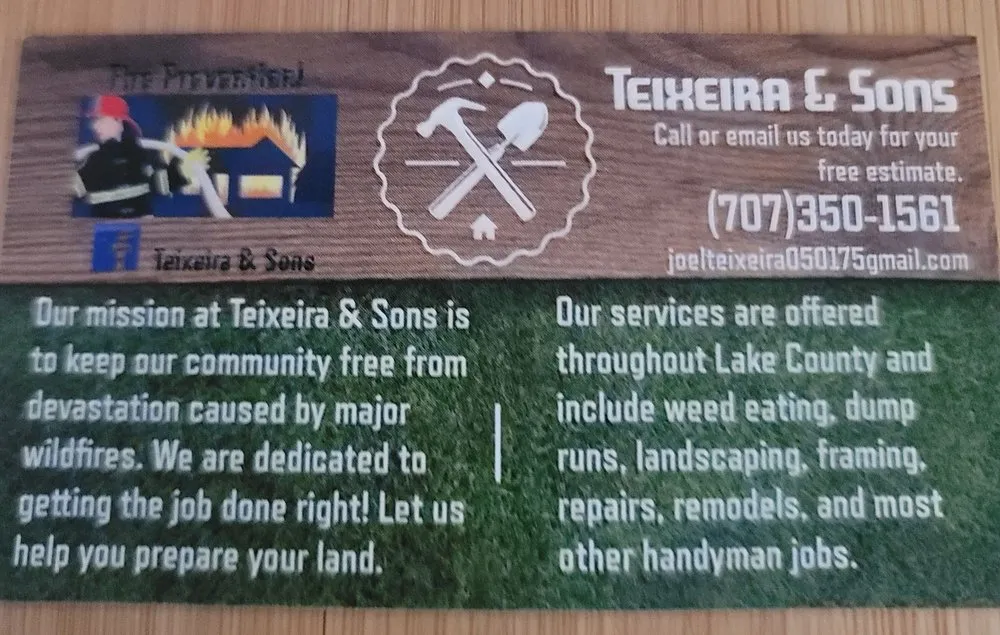 Fire Prevention!
Teixeira & Sons
Teixeira & Sons
Call or email us today for your
free estimate.
(707)350-1561
joelteixeira050175gmail.com
Our mission at Teixeira & Sons is
to keep our community free from
devastation caused by major
wildfires. We are dedicated to
getting the job done right! Let us
help you prepare your land.
Our services are offered
throughout Lake County and
include weed eating, dump
runs, landscaping, framing,
repairs, remodels, and most
other handyman jobs.